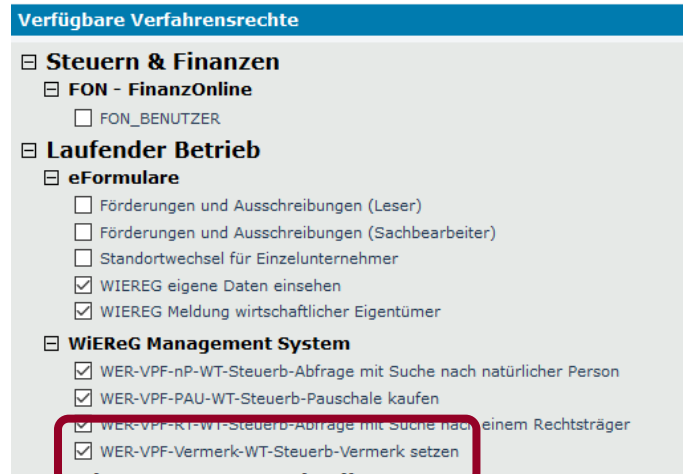 Verfügbare Verfahrensrechte
Steuern & Finanzen
FON - FinanzOnline
FON_BENUTZER
Laufender Betrieb
eFormulare
Förderungen und Ausschreibungen (Leser)
Förderungen und Ausschreibungen (Sachbearbeiter)
Standortwechsel für Einzelunternehmer
WIEREG eigene Daten einsehen
WIEREG Meldung wirtschaftlicher Eigentümer
WiEReG Management System
WER-VPF-nP-WT-Steuerb-Abfrage mit Suche nach natürlicher Person
WER-VPF-PAU-WT-Steuerb-Pauschale kaufen
WER-VPF-RT-WT-Steuerb-Abfrage mit Suche nach einem Rechtsträger
WER-VPF-Vermerk-WT-Steuerb-Vermerk setzen